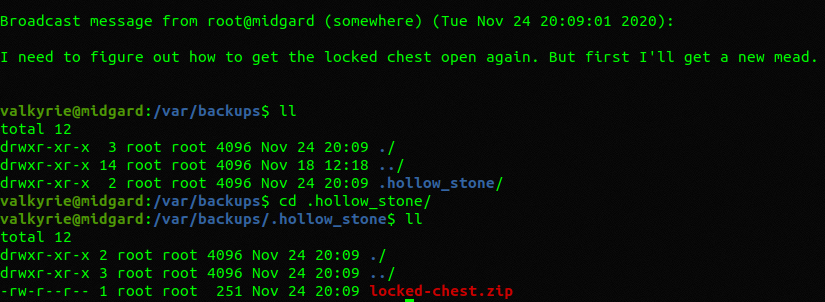 Broadcast message from root@midgard (somewhere) (Tue Nov 24 20:09:01 2020):
I need to figure out how to get the locked chest open again. But first I'll get a new mead.
valkyrie@midgard:/var/backups$ ll
total 12
drwxr-xr-x  3 root root 4096 Nov 24 20:09 ./
drwxr-xr-x 14 root root 4096 Nov 18 12:18 ../
drwxr-xr-x  2 root root 4096 Nov 24 20:09 .hollow_stone/
valkyrie@midgard:/var/backups$ cd .hollow_stone/
valkyrie@midgard:/var/backups/.hollow_stone$ ll
total 12
drwxr-xr-x 2 root root 4096 Nov 24 20:09 ./
drwxr-xr-x 3 root root 4096 Nov 24 20:09 ../
-rw-r--r-- 1 root root  251 Nov 24 20:09 locked-chest.zip